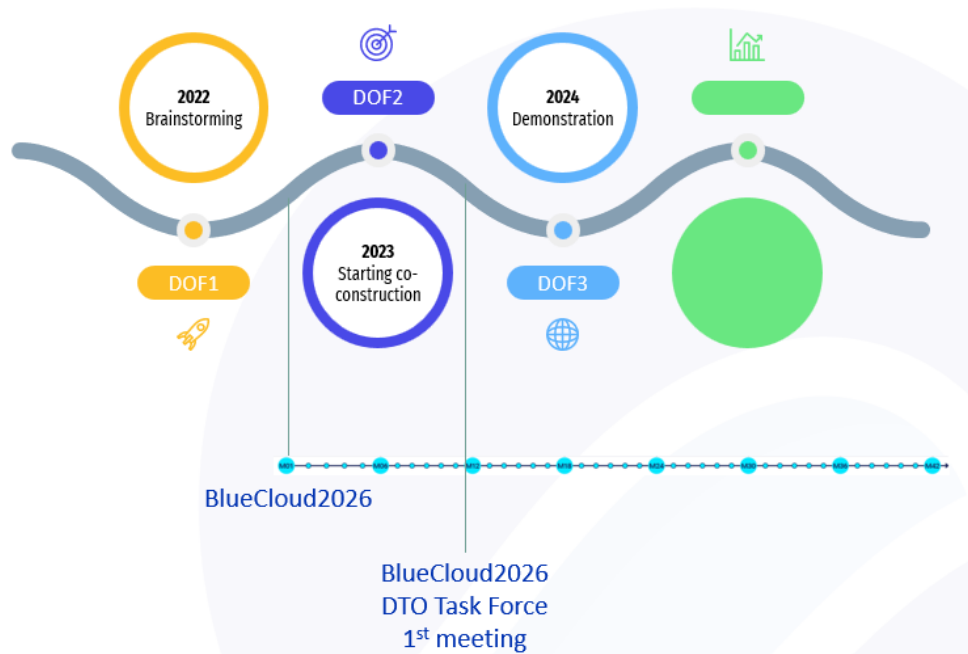 2022
Brainstorming
DOF2
2024
Demonstration
DOF1
2023
Starting co-
construction
DOF3
M01
M06
M12
M18
M24
M30
M36
M42
BlueCloud2026
BlueCloud2026
DTO Task Force
1st meeting